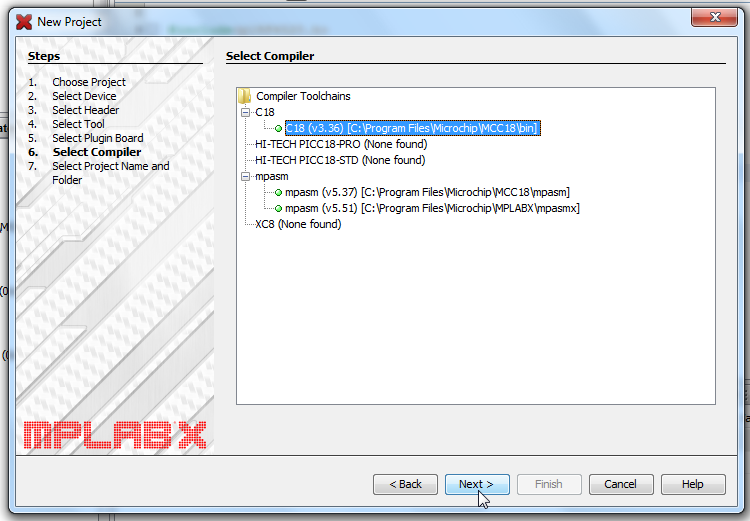 New Project
Steps
1. Choose Project
2. Select Device
3. Select Header
4. Select Tool
5. Select Plugin Board
6. Select Compiler
7. Select Project Name and
Folder
Select Compiler
Compiler Toolchains
C18
C18 (v3.36) [C:\Program Files\Microchip\MCC18\bin]
HI-TECH PICC18-PRO (None found)
HI-TECH PICC18-STD (None found)
mpasm
mpasm (v5.37) [C:\Program Files\Microchip\MCC18\mpasm]
mpasm (v5.51) [C:\Program Files\Microchip\MPLABX\mpasmx]
XC8 (None found)
MPLAB X
< Back
Next >
Finish
Cancel
Help